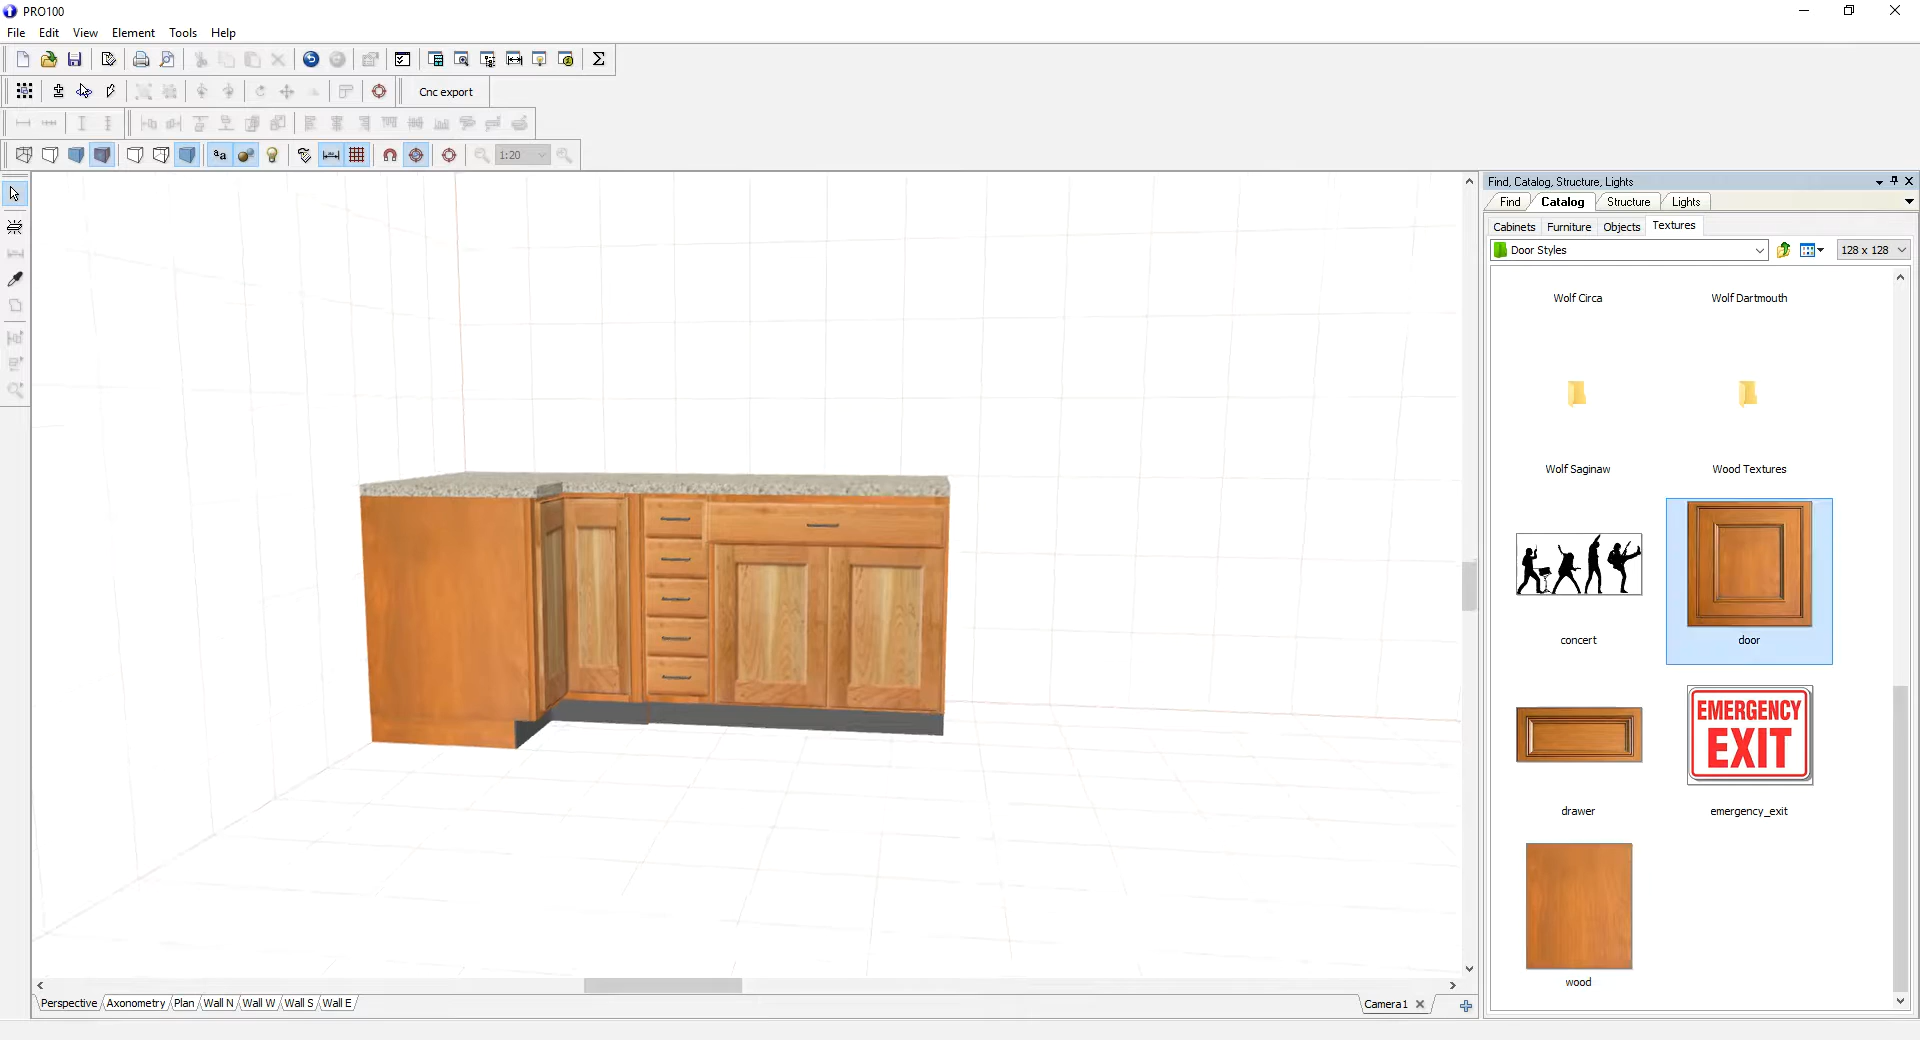 PRO100
File Edit View Element Tools Help
Cnc export
aa 1:20
Find, Catalog, Structure, Lights
Find Catalog Structure Lights
Cabinets Furniture Objects Textures
Door Styles 128 x 128
Wolf Circa Wolf Dartmouth
Wolf Saginaw Wood Textures
concert door
EMERGENCY
EXIT
drawer emergency_exit
wood
Perspective Axonometry Plan Wall N Wall W Wall S Wall E Camera1